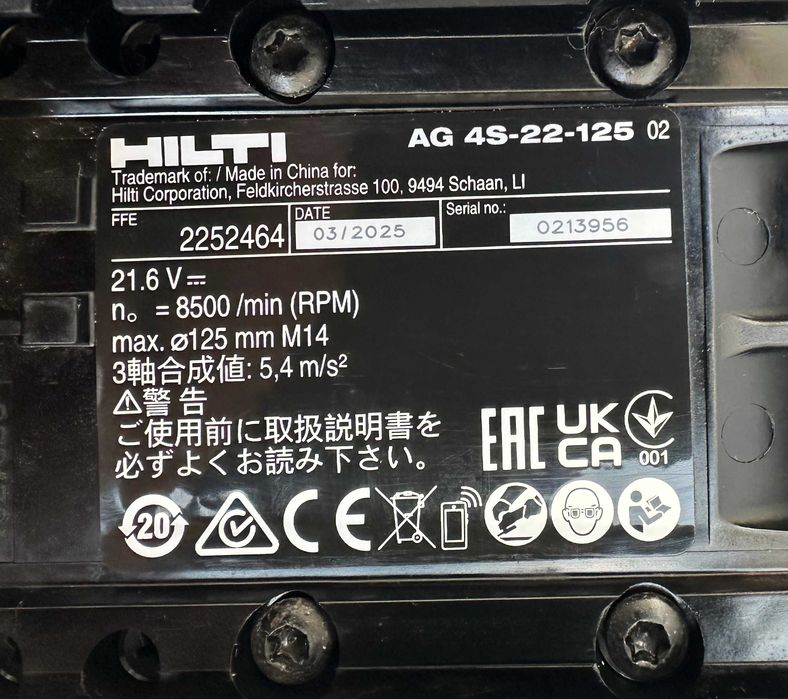 HILTI
AG 4S-22-125 02
Trademark of: / Made in China for:
Hilti Corporation, Feldkircherstrasse 100, 9494 Schaan, LI
FFE 2252464
DATE 03/2025
Serial no.: 0213956
21.6 V
n₀ = 8500 /min (RPM)
max. ø125 mm M14
3軸合成値: 5,4 m/s²
警告
ご使用前に取扱説明書を
必ずよくお読み下さい。
EAC UKCA 001
20 CE